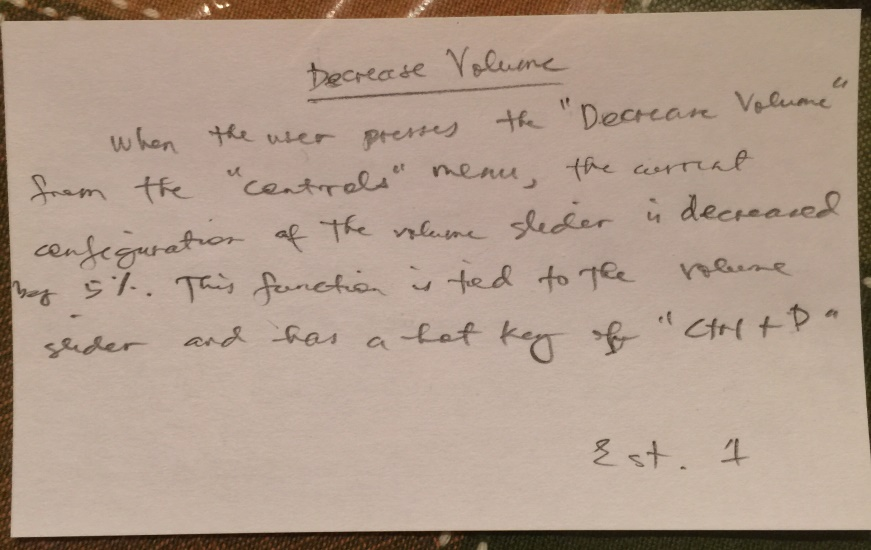 Decrease Volume
When the user presses the "Decrease Volume"
from the "controls" menu, the current
configuration of the volume slider is decreased
by 5%. This function is tied to the volume
slider and has a hot key of "Ctrl + D"
Est. 1